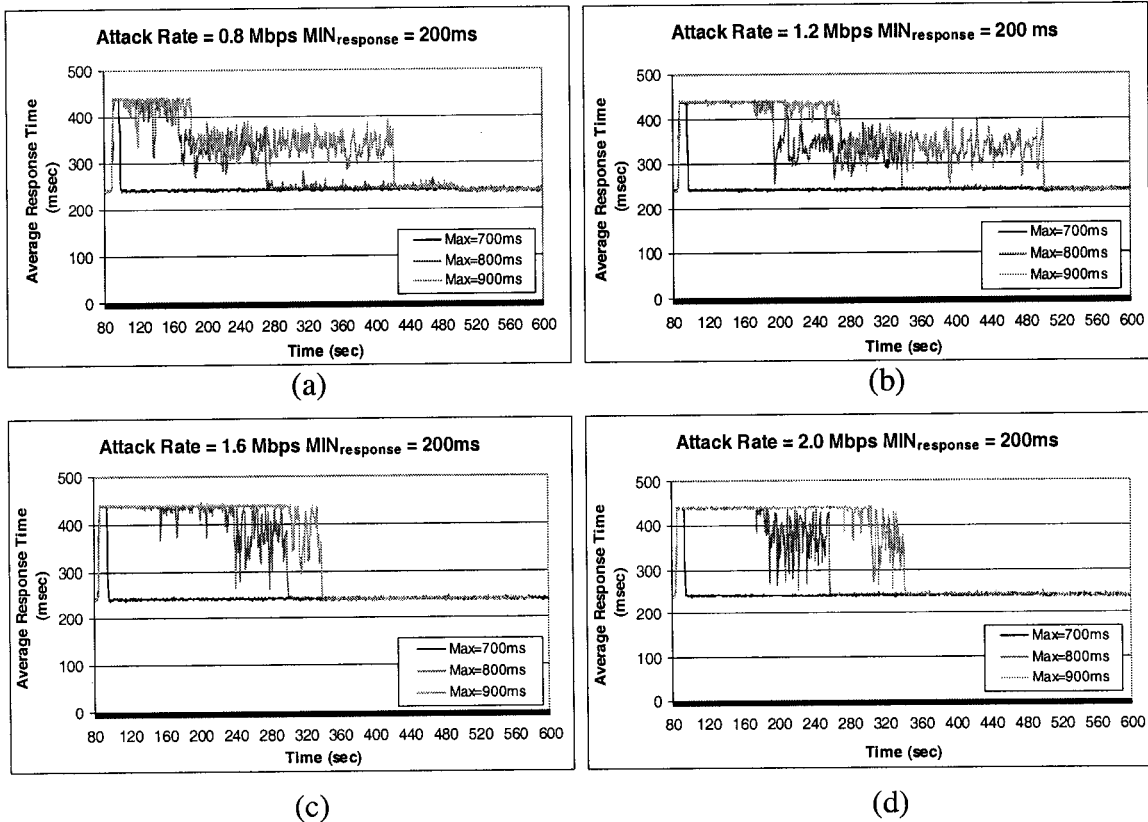 Attack Rate = 0.8 Mbps MINresponse = 200ms
Average Response Time
(msec)
500
400
300
200
100
0
Max=700ms
Max=800ms
Max=900ms
80 120 160 200 240 280 320 360 400 440 480 520 560 600
Time (sec)
(a)
Attack Rate = 1.2 Mbps MINresponse = 200 ms
Average Response Time
(msec)
500
400
300
200
100
0
Max=700ms
Max=800ms
Max=900ms
80 120 160 200 240 280 320 360 400 440 480 520 560 600
Time (sec)
(b)
Attack Rate = 1.6 Mbps MINresponse = 200ms
Average Response Time
(msec)
500
400
300
200
100
0
Max=700ms
Max=800ms
Max=900ms
80 120 160 200 240 280 320 360 400 440 480 520 560 600
Time (sec)
(c)
Attack Rate = 2.0 Mbps MINresponse = 200ms
Average Response Time
(msec)
500
400
300
200
100
0
Max=700ms
Max=800ms
Max=900ms
80 120 160 200 240 280 320 360 400 440 480 520 560 600
Time (sec)
(d)